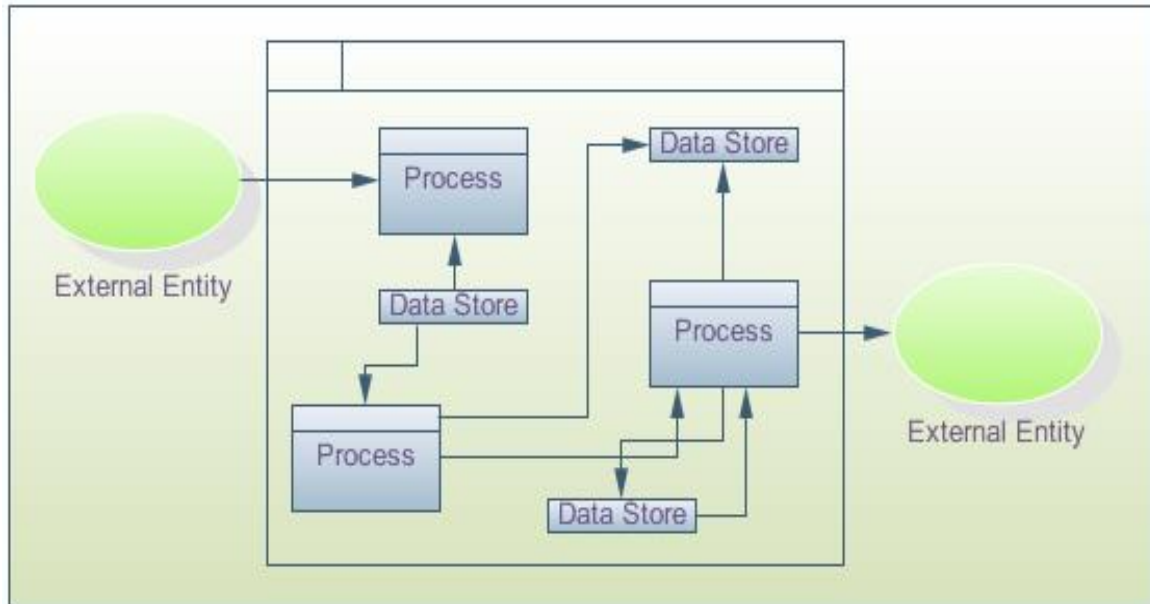 Process
Data Store
External Entity
Data Store
Process
Process
Data Store
External Entity